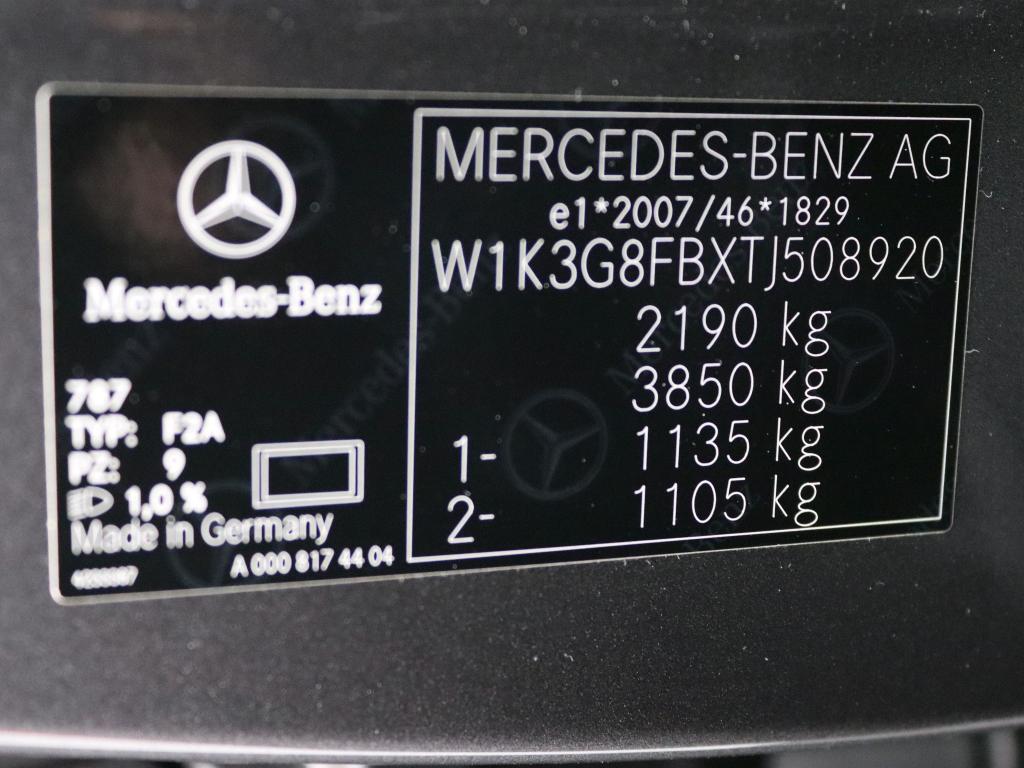 Mercedes-Benz
787
TYP: F2A
PZ: 9
1,0 %
Made in Germany
A 000 817 44 04
MERCEDES-BENZ AG
e1*2007/46*1829
W1K3G8FBXTJ508920
2190 kg
3850 kg
1- 1135 kg
2- 1105 kg